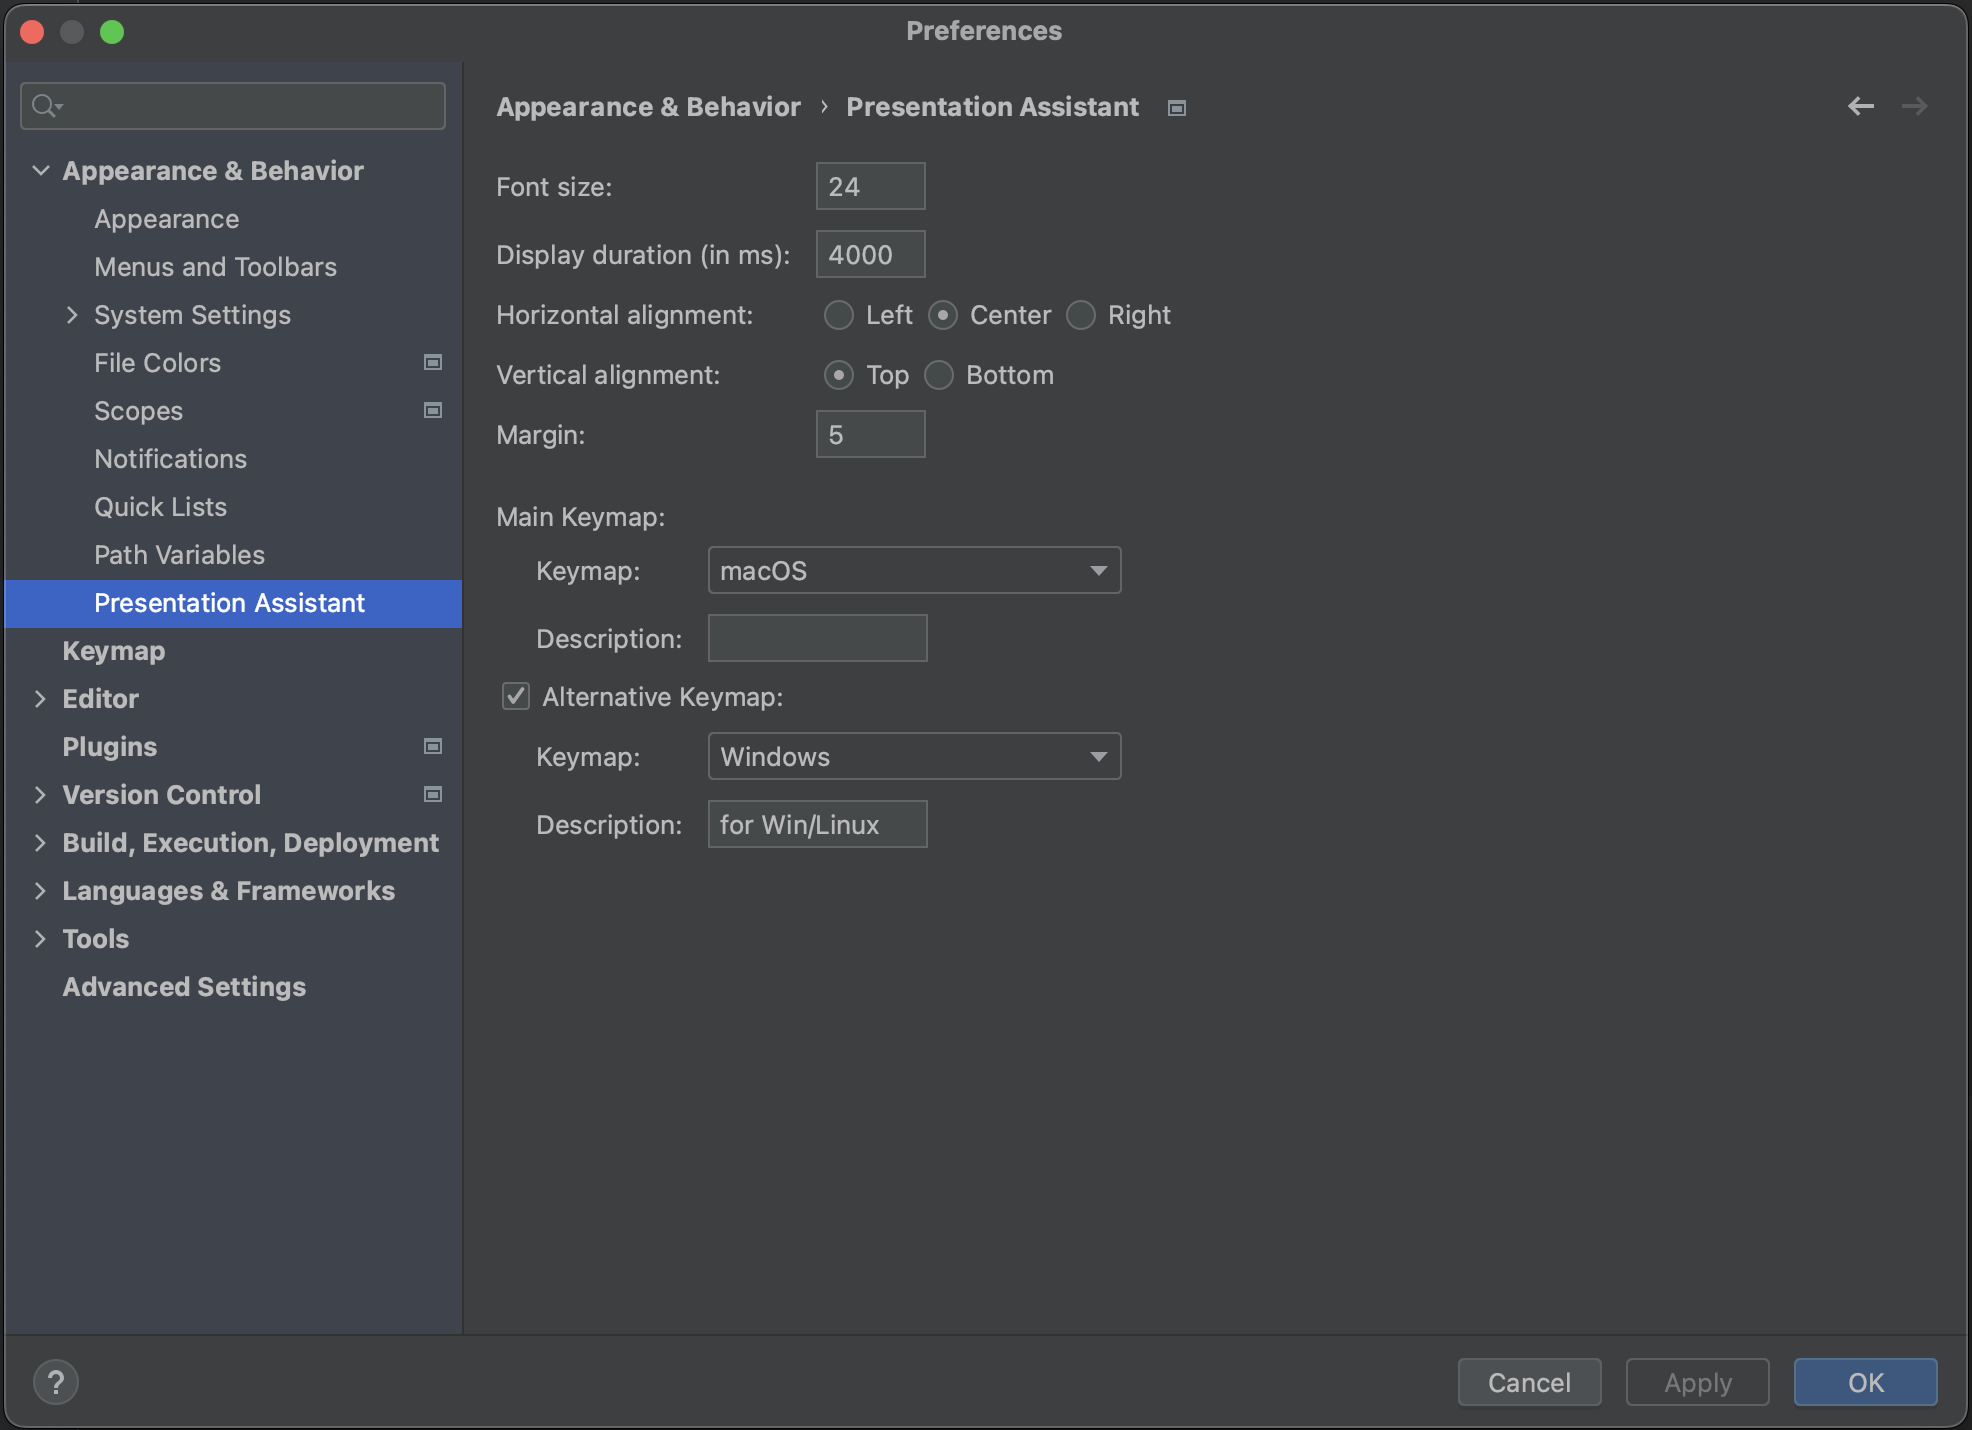 Preferences
Appearance & Behavior
Appearance
Menus and Toolbars
System Settings
File Colors
Scopes
Notifications
Quick Lists
Path Variables
Presentation Assistant
Keymap
Editor
Plugins
Version Control
Build, Execution, Deployment
Languages & Frameworks
Tools
Advanced Settings
Appearance & Behavior › Presentation Assistant
Font size: 24
Display duration (in ms): 4000
Horizontal alignment: Left Center Right
Vertical alignment: Top Bottom
Margin: 5
Main Keymap:
Keymap: macOS
Description:
Alternative Keymap:
Keymap: Windows
Description: for Win/Linux
? Cancel Apply OK